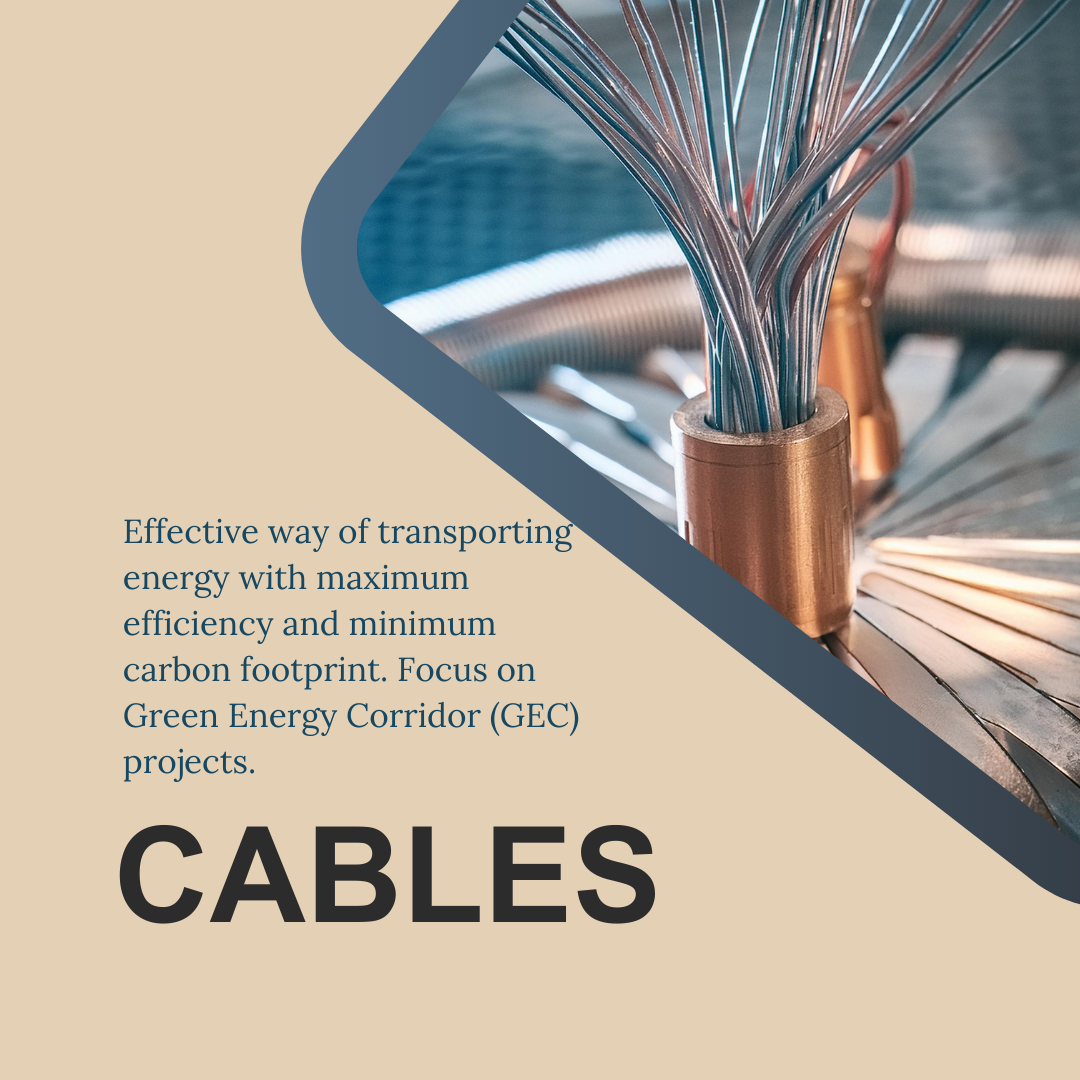 Effective way of transporting
energy with maximum
efficiency and minimum
carbon footprint. Focus on
Green Energy Corridor (GEC)
projects.
CABLES